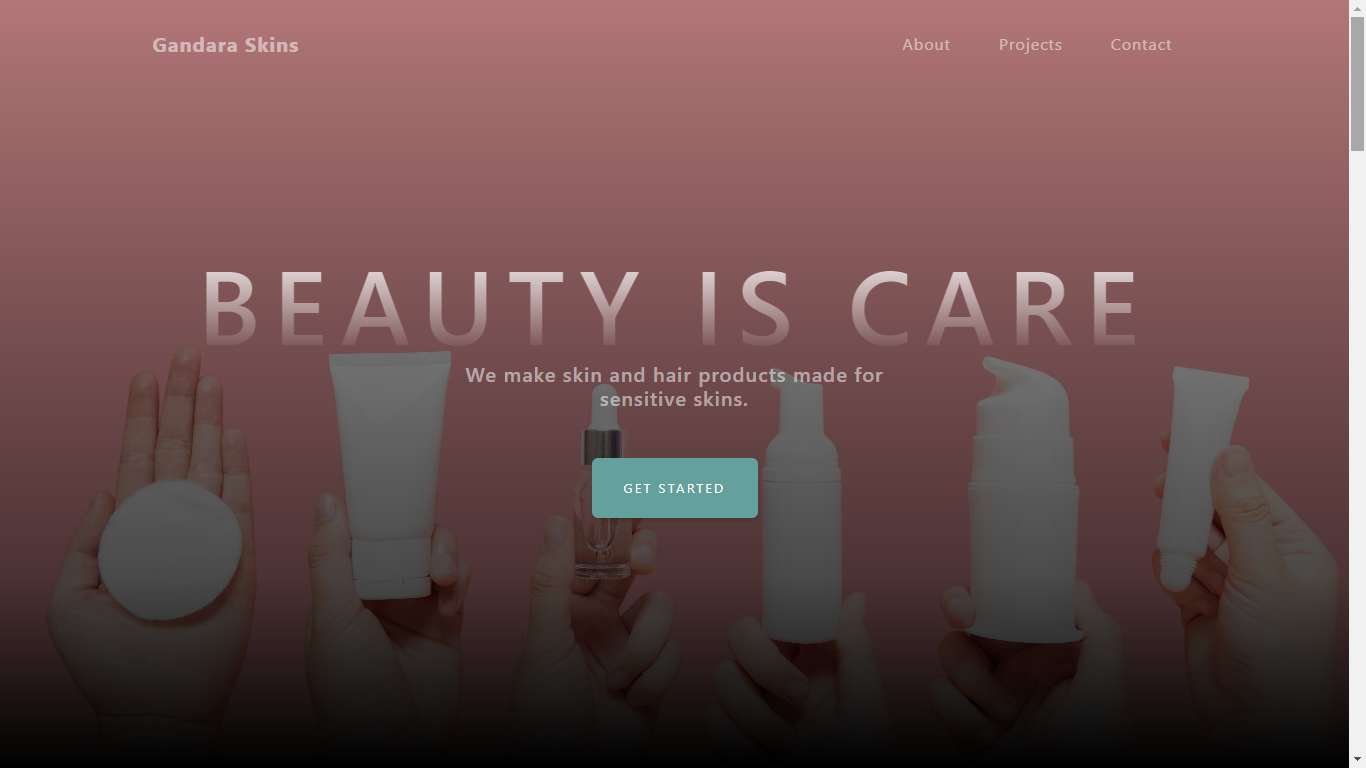 Gandara Skins
About
Projects
Contact
BEAUTY IS CARE
We make skin and hair products made for
sensitive skins.
GET STARTED